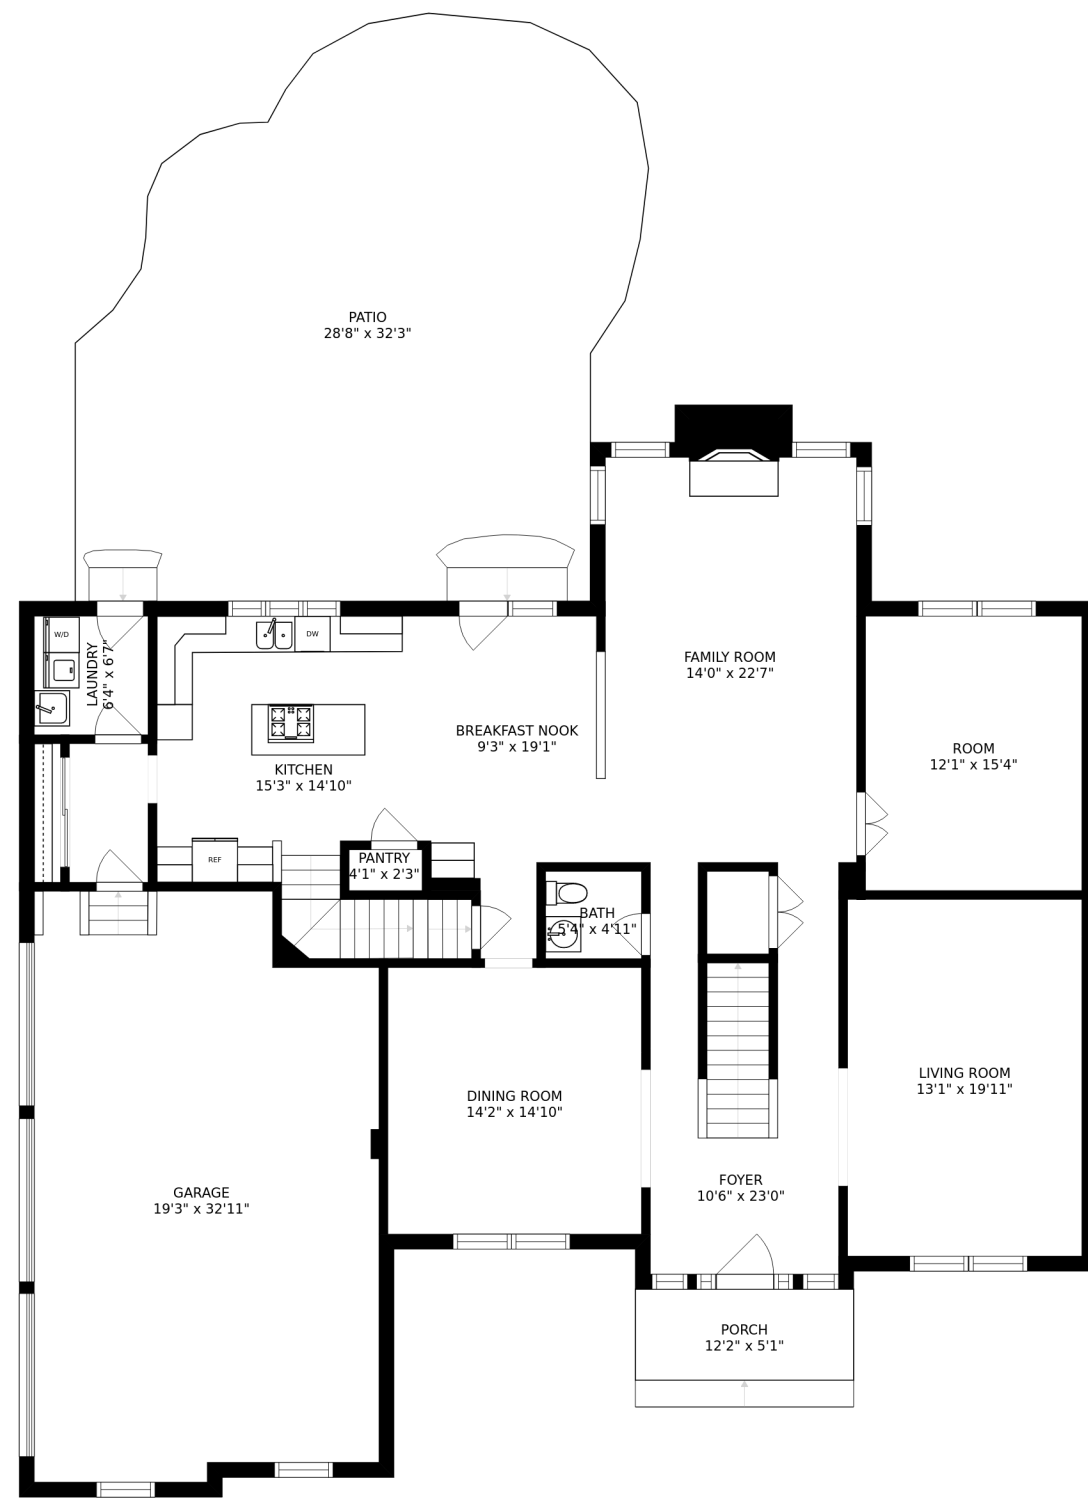 PATIO
28'8" x 32'3"
W/D
LAUNDRY
6'4" x 6'7"
DW
FAMILY ROOM
14'0" x 22'7"
BREAKFAST NOOK
9'3" x 19'1"
ROOM
12'1" x 15'4"
KITCHEN
15'3" x 14'10"
REF
PANTRY
4'1" x 2'3"
BATH
5'4" x 4'11"
LIVING ROOM
13'1" x 19'11"
DINING ROOM
14'2" x 14'10"
GARAGE
19'3" x 32'11"
FOYER
10'6" x 23'0"
PORCH
12'2" x 5'1"